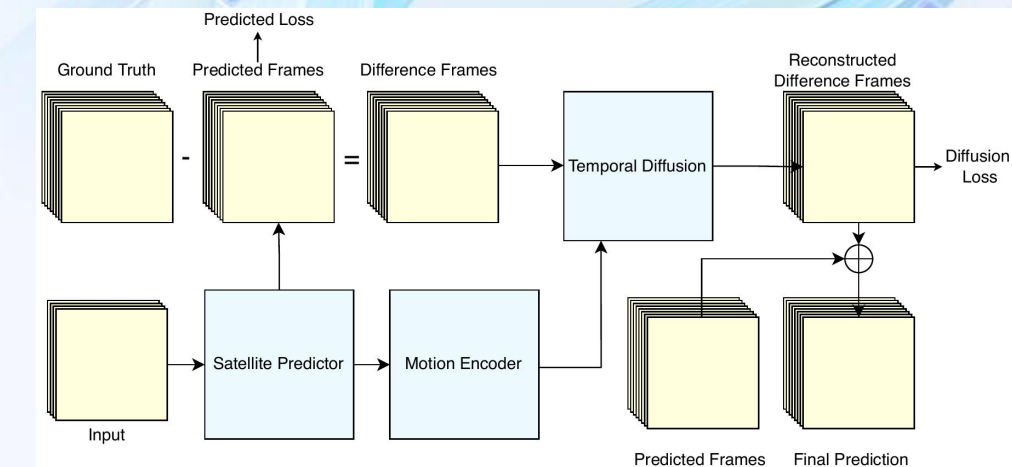 Predicted Loss
Ground Truth
Predicted Frames
Difference Frames
Reconstructed
Difference Frames
-
=
Temporal Diffusion
Diffusion
Loss
Satellite Predictor
Motion Encoder
Input
Predicted Frames
Final Prediction